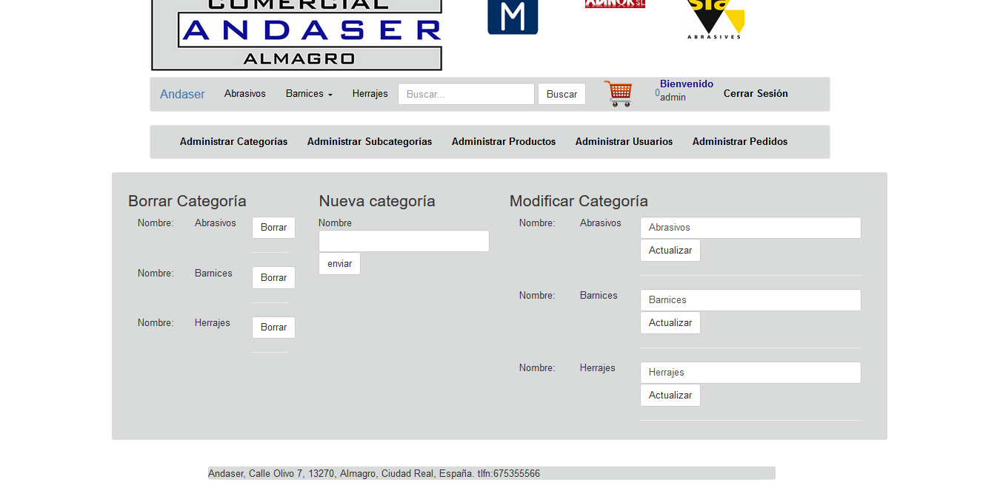 COMERCIAL
ANDASER
ALMAGRO
M
ADINOR S.L.
sia
ABRASIVES
Andaser Abrasivos Barnices Herrajes Buscar... Buscar 0 Bienvenido admin Cerrar Sesión
Administrar Categorías Administrar Subcategorías Administrar Productos Administrar Usuarios Administrar Pedidos
Borrar Categoría
Nombre: Abrasivos Borrar
Nombre: Barnices Borrar
Nombre: Herrajes Borrar
Nueva categoría
Nombre
enviar
Modificar Categoría
Nombre: Abrasivos Abrasivos
Actualizar
Nombre: Barnices Barnices
Actualizar
Nombre: Herrajes Herrajes
Actualizar
Andaser, Calle Olivo 7, 13270, Almagro, Ciudad Real, España. tlfn:675355566